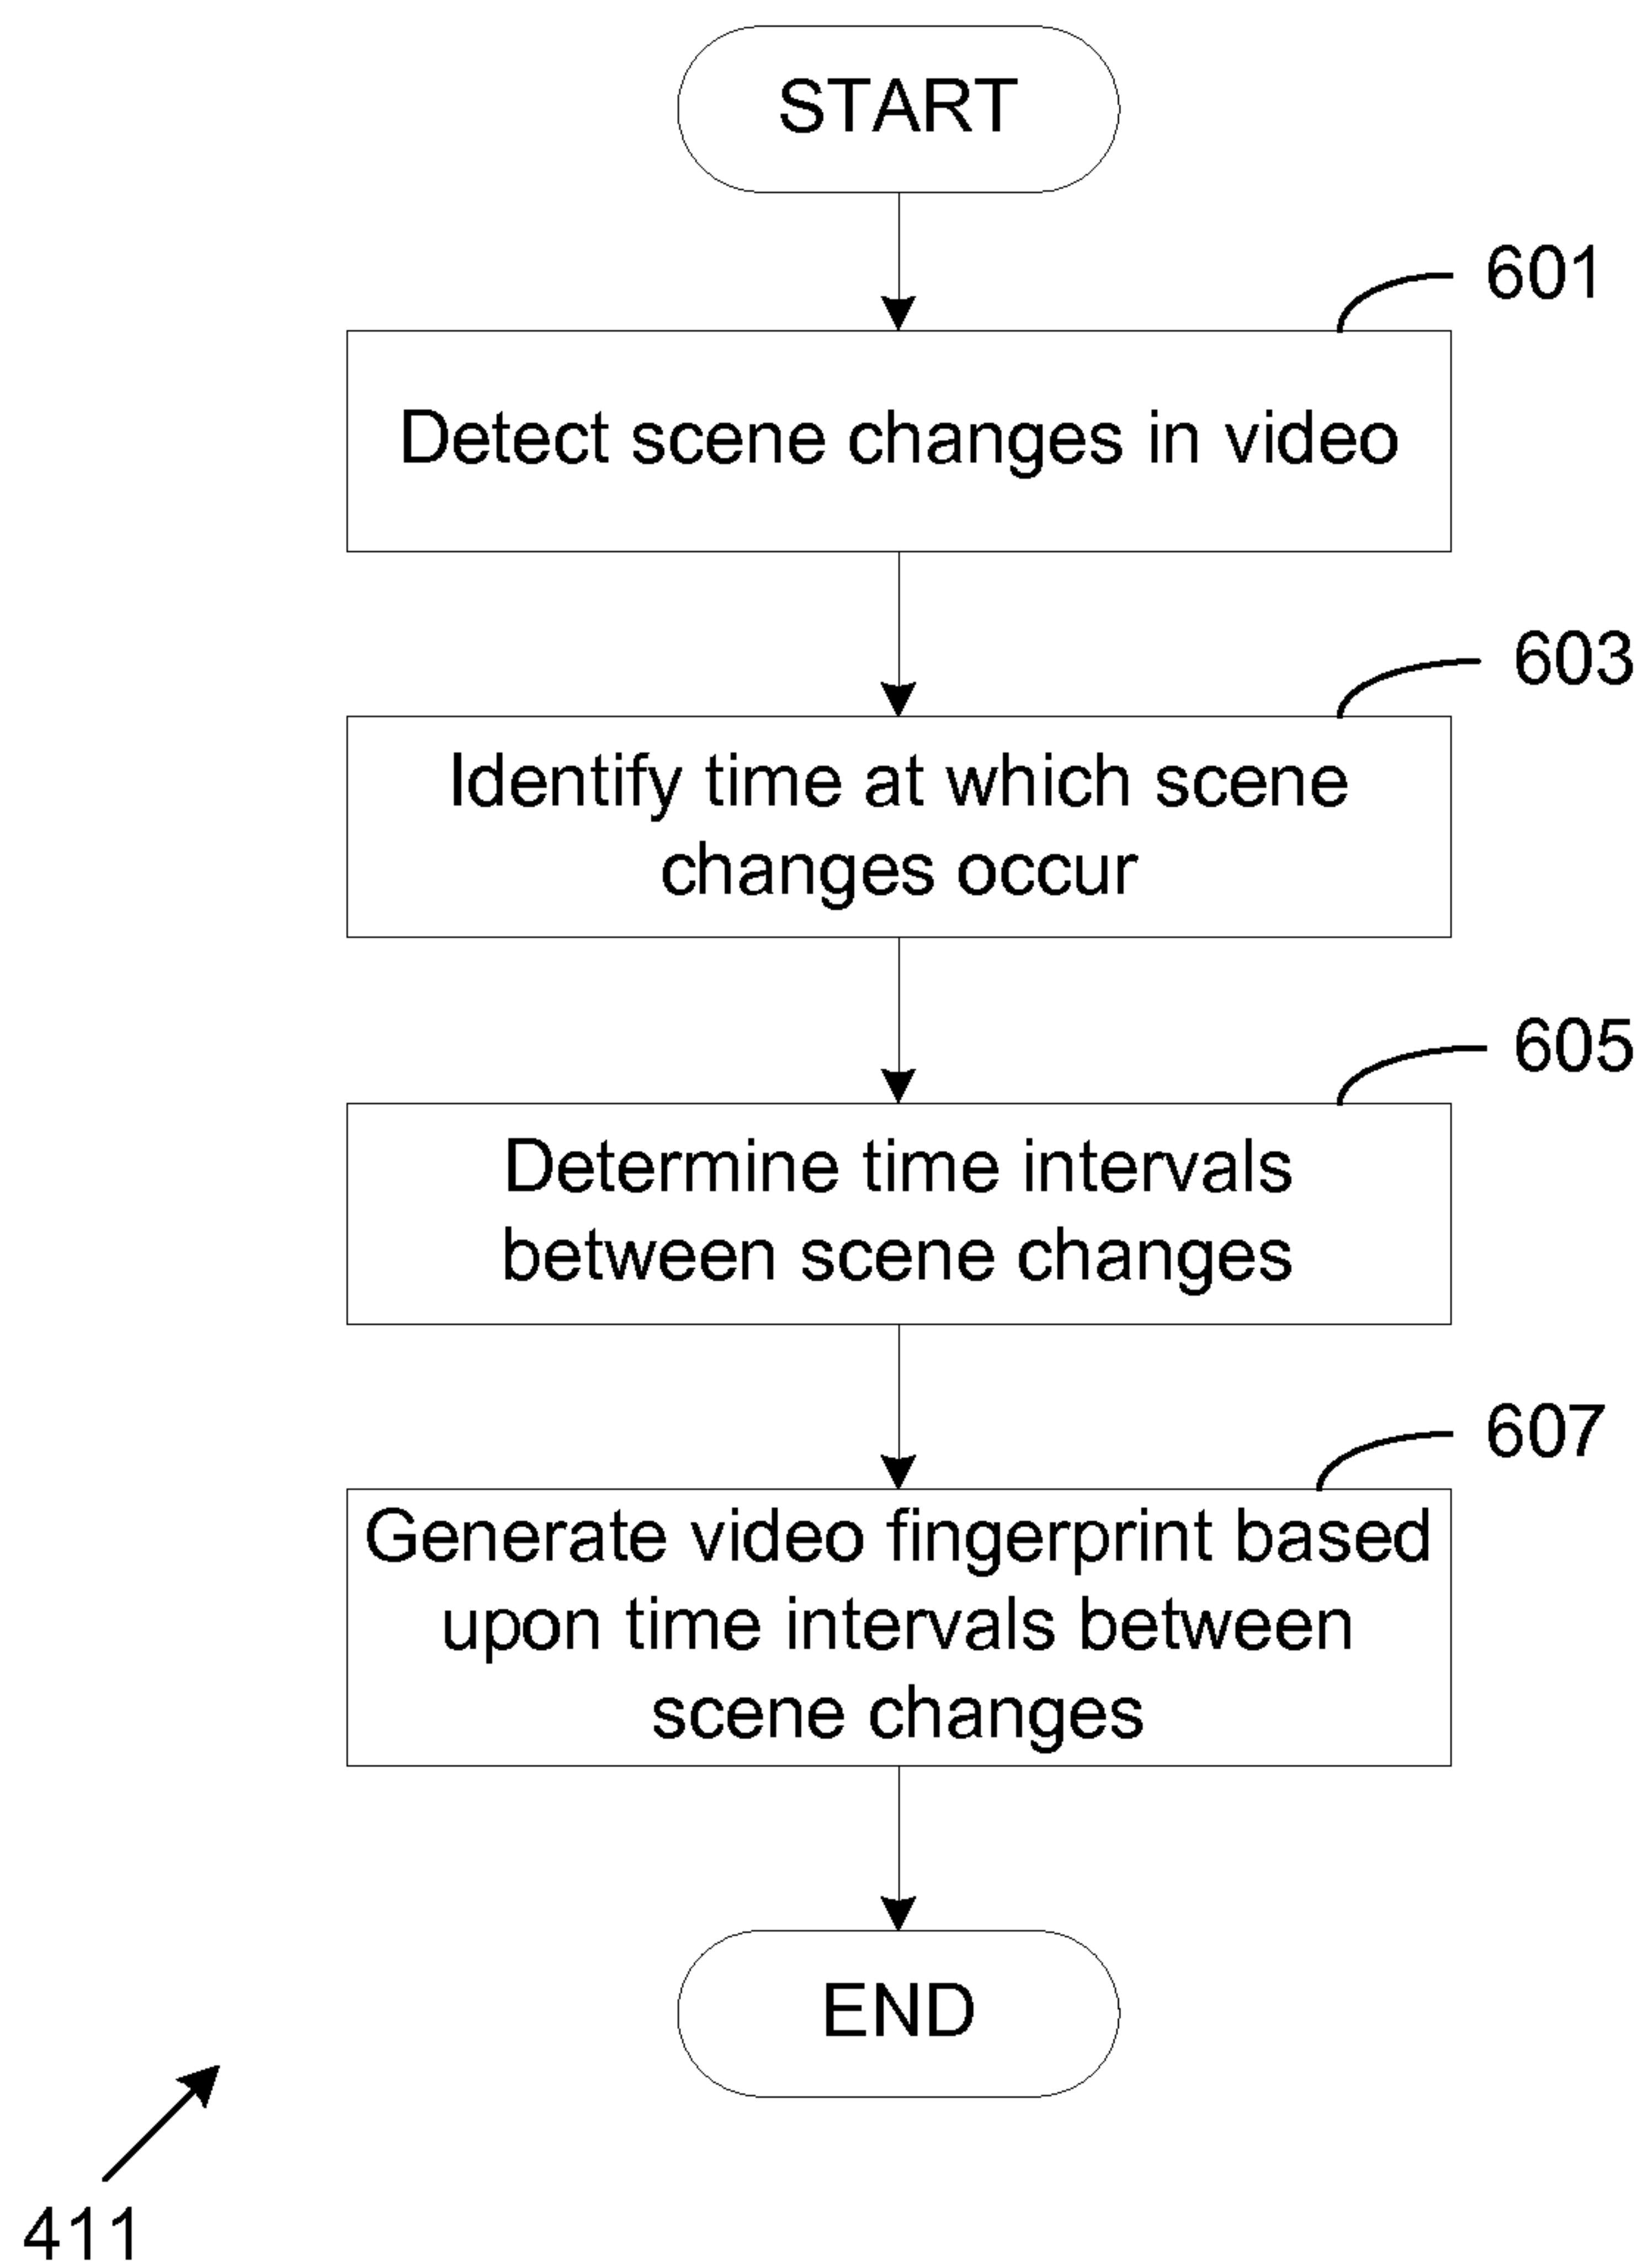 START
601
Detect scene changes in video
603
Identify time at which scene
changes occur
605
Determine time intervals
between scene changes
607
Generate video fingerprint based
upon time intervals between
scene changes
END
411